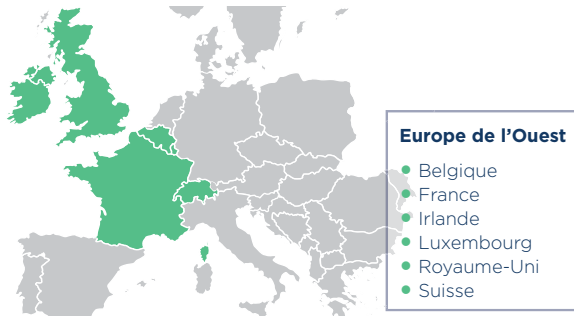 Europe de l’Ouest
Belgique
France
Irlande
Luxembourg
Royaume-Uni
Suisse